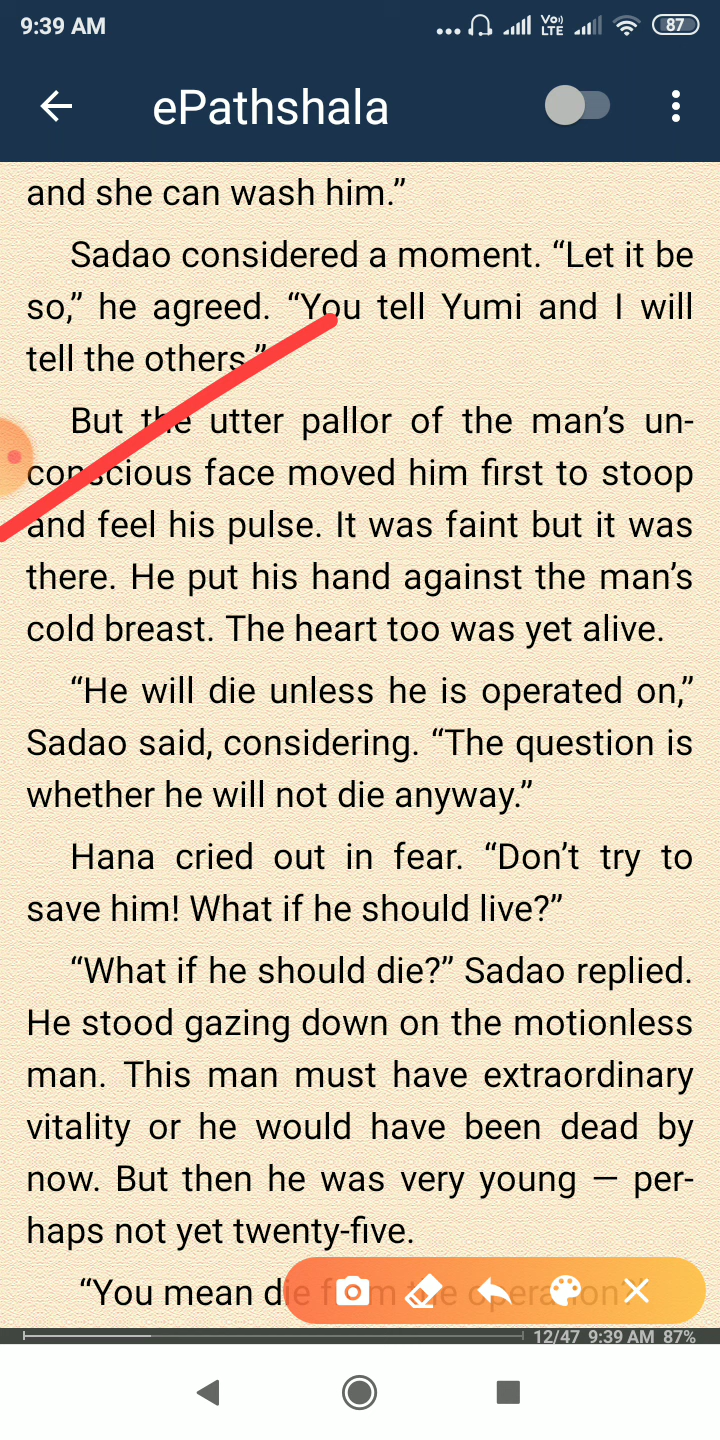 9:39 AM
Vo)) LTE
87
ePathshala
and she can wash him.”
Sadao considered a moment. “Let it be
so,” he agreed. “You tell Yumi and I will
tell the others.”
But the utter pallor of the man’s un-
conscious face moved him first to stoop
and feel his pulse. It was faint but it was
there. He put his hand against the man’s
cold breast. The heart too was yet alive.
“He will die unless he is operated on,”
Sadao said, considering. “The question is
whether he will not die anyway.”
Hana cried out in fear. “Don’t try to
save him! What if he should live?”
“What if he should die?” Sadao replied.
He stood gazing down on the motionless
man. This man must have extraordinary
vitality or he would have been dead by
now. But then he was very young — per-
haps not yet twenty-five.
“You mean die from the operation?”
12/47 9:39 AM 87%